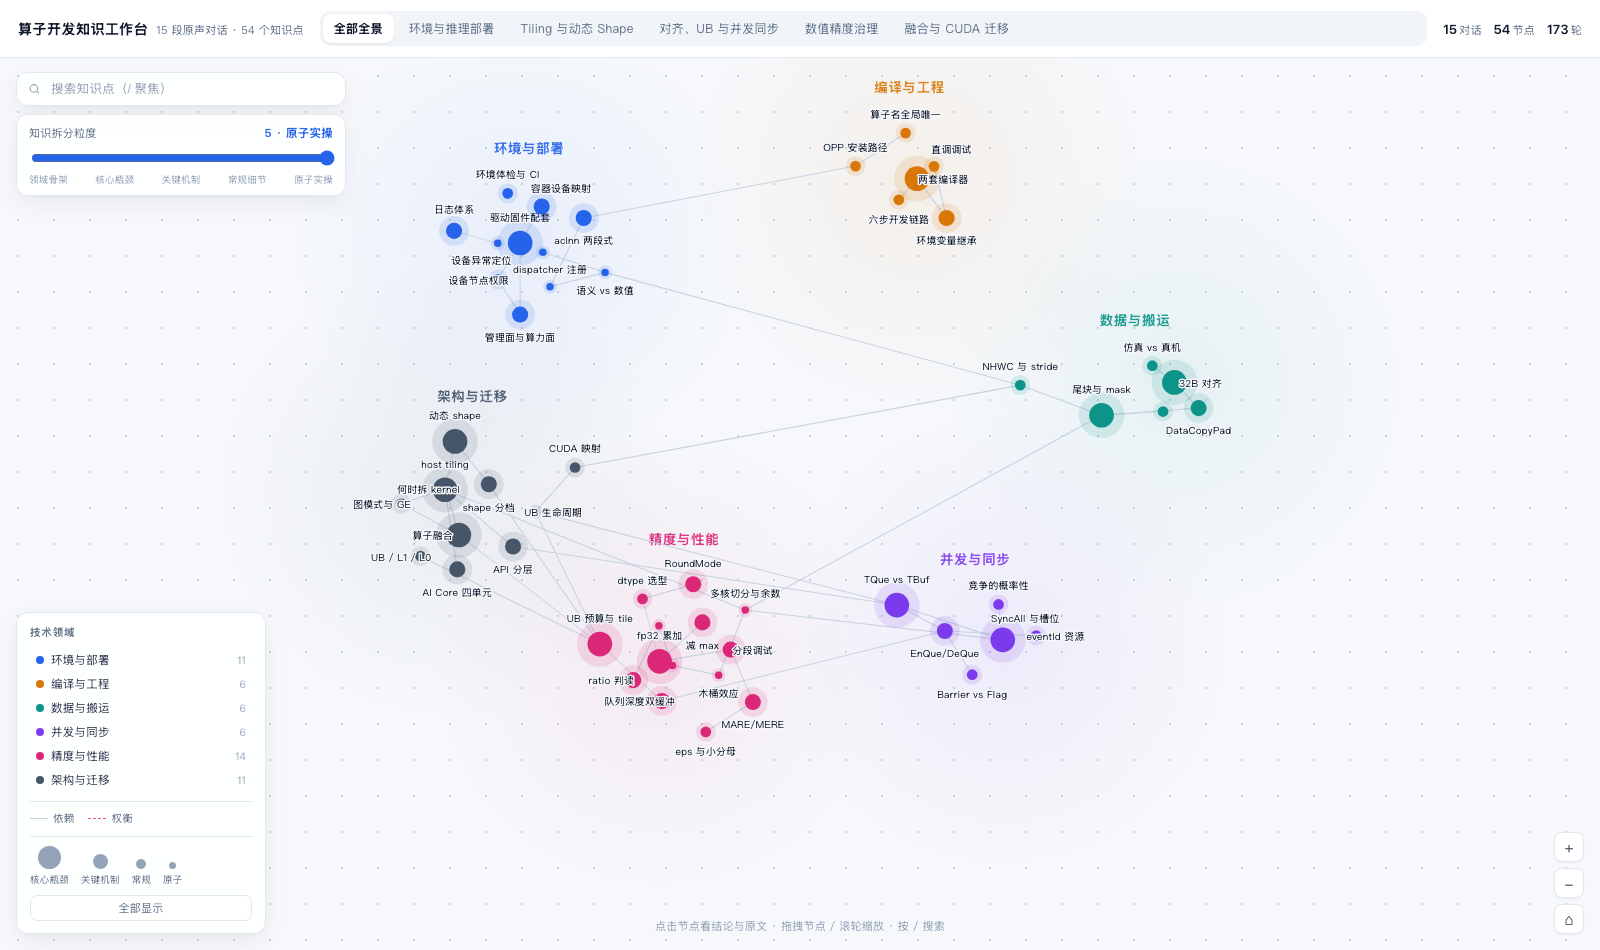 算子开发知识工作台 15 段原声对话 · 54 个知识点
全部全景 环境与推理部署 Tiling 与动态 Shape 对齐、UB 与并发同步 数值精度治理 融合与 CUDA 迁移
15 对话 54 节点 173 轮
搜索知识点（/ 聚焦）
知识拆分粒度 5 · 原子实操
领域骨架 核心瓶颈 关键机制 常规细节 原子实操
编译与工程
算子名全局唯一
OPP 安装路径
直调调试
两套编译器
六步开发链路
环境变量继承
环境与部署
环境体检与 CI
容器设备映射
日志体系
驱动固件配套
aclnn 两段式
设备异常定位
dispatcher 注册
设备节点权限
语义 vs 数值
管理面与算力面
数据与搬运
仿真 vs 真机
NHWC 与 stride
尾块与 mask
32B 对齐
DataCopyPad
架构与迁移
动态 shape
CUDA 映射
host tiling
何时拆 kernel
图模式与 GE
shape 分档
UB 生命周期
算子融合
UB / L1 / L0
API 分层
AI Core 四单元
精度与性能
RoundMode
dtype 选型
多核切分与余数
UB 预算与 tile
fp32 累加
减 max
分段调试
ratio 判读
木桶效应
队列深度双缓冲
MARE/MERE
eps 与小分母
并发与同步
TQue vs TBuf
竞争的概率性
SyncAll 与槽位
eventId 资源
EnQue/DeQue
Barrier vs Flag
技术领域
环境与部署 11
编译与工程 6
数据与搬运 6
并发与同步 6
精度与性能 14
架构与迁移 11
依赖 权衡
核心瓶颈 关键机制 常规 原子
全部显示
点击节点看结论与原文 · 拖拽节点 / 滚轮缩放 · 按 / 搜索
+
−
⌂